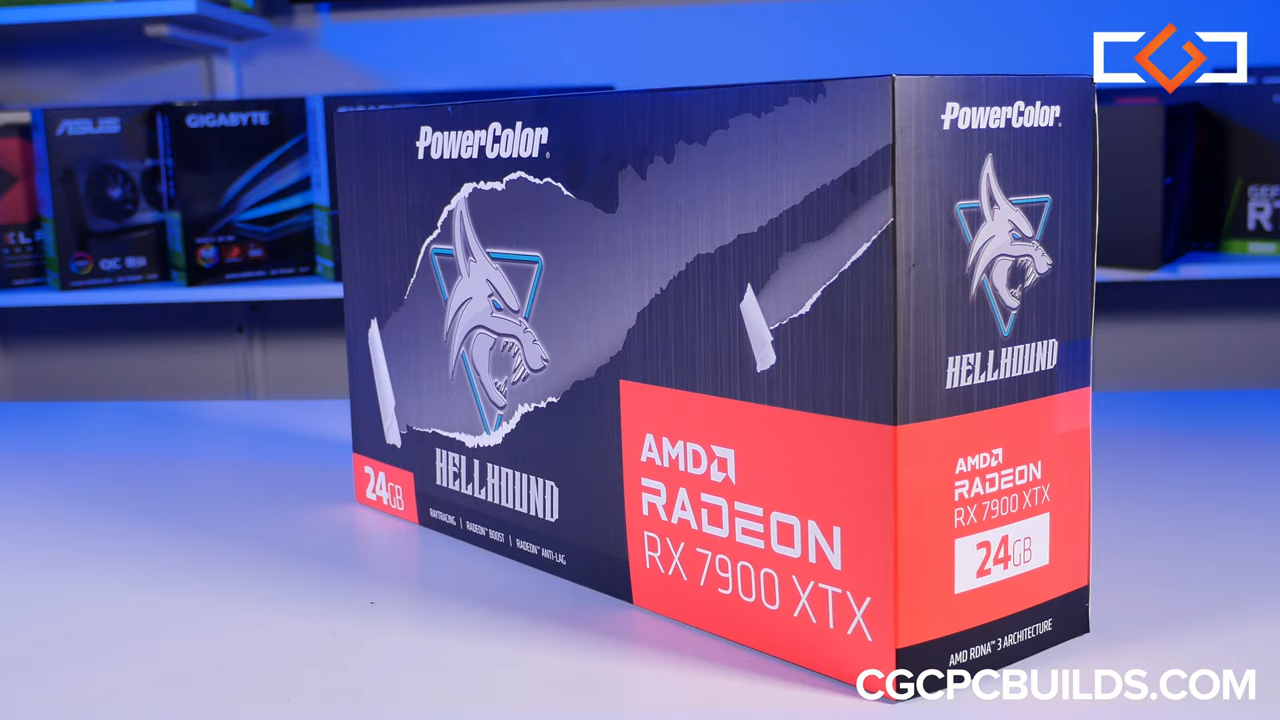 PowerColor
HELLHOUND
24GB
RAYTRACING | RADEON™ BOOST | RADEON™ ANTI-LAG
AMD
RADEON
RX 7900 XTX
PowerColor
HELLHOUND
AMD
RADEON
RX 7900 XTX
24GB
AMD RDNA™ 3 ARCHITECTURE
ASUS
GIGABYTE
CGCPCBUILDS.COM